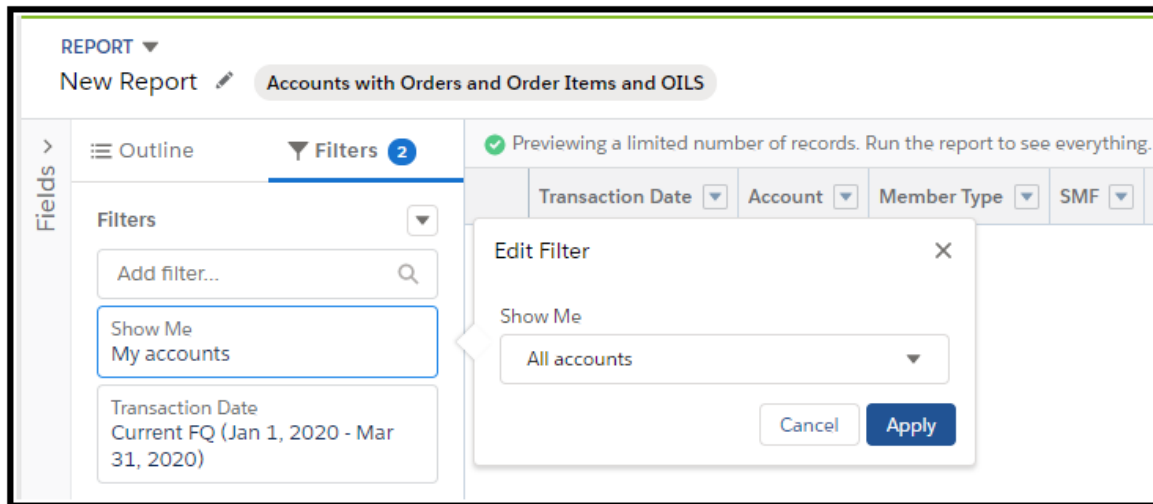 REPORT
New Report
Accounts with Orders and Order Items and OILS
Fields
Outline
Filters 2
Previewing a limited number of records. Run the report to see everything.
Transaction Date Account Member Type SMF
Filters
Add filter...
Show Me
My accounts
Transaction Date
Current FQ (Jan 1, 2020 - Mar
31, 2020)
Edit Filter
Show Me
All accounts
Cancel Apply